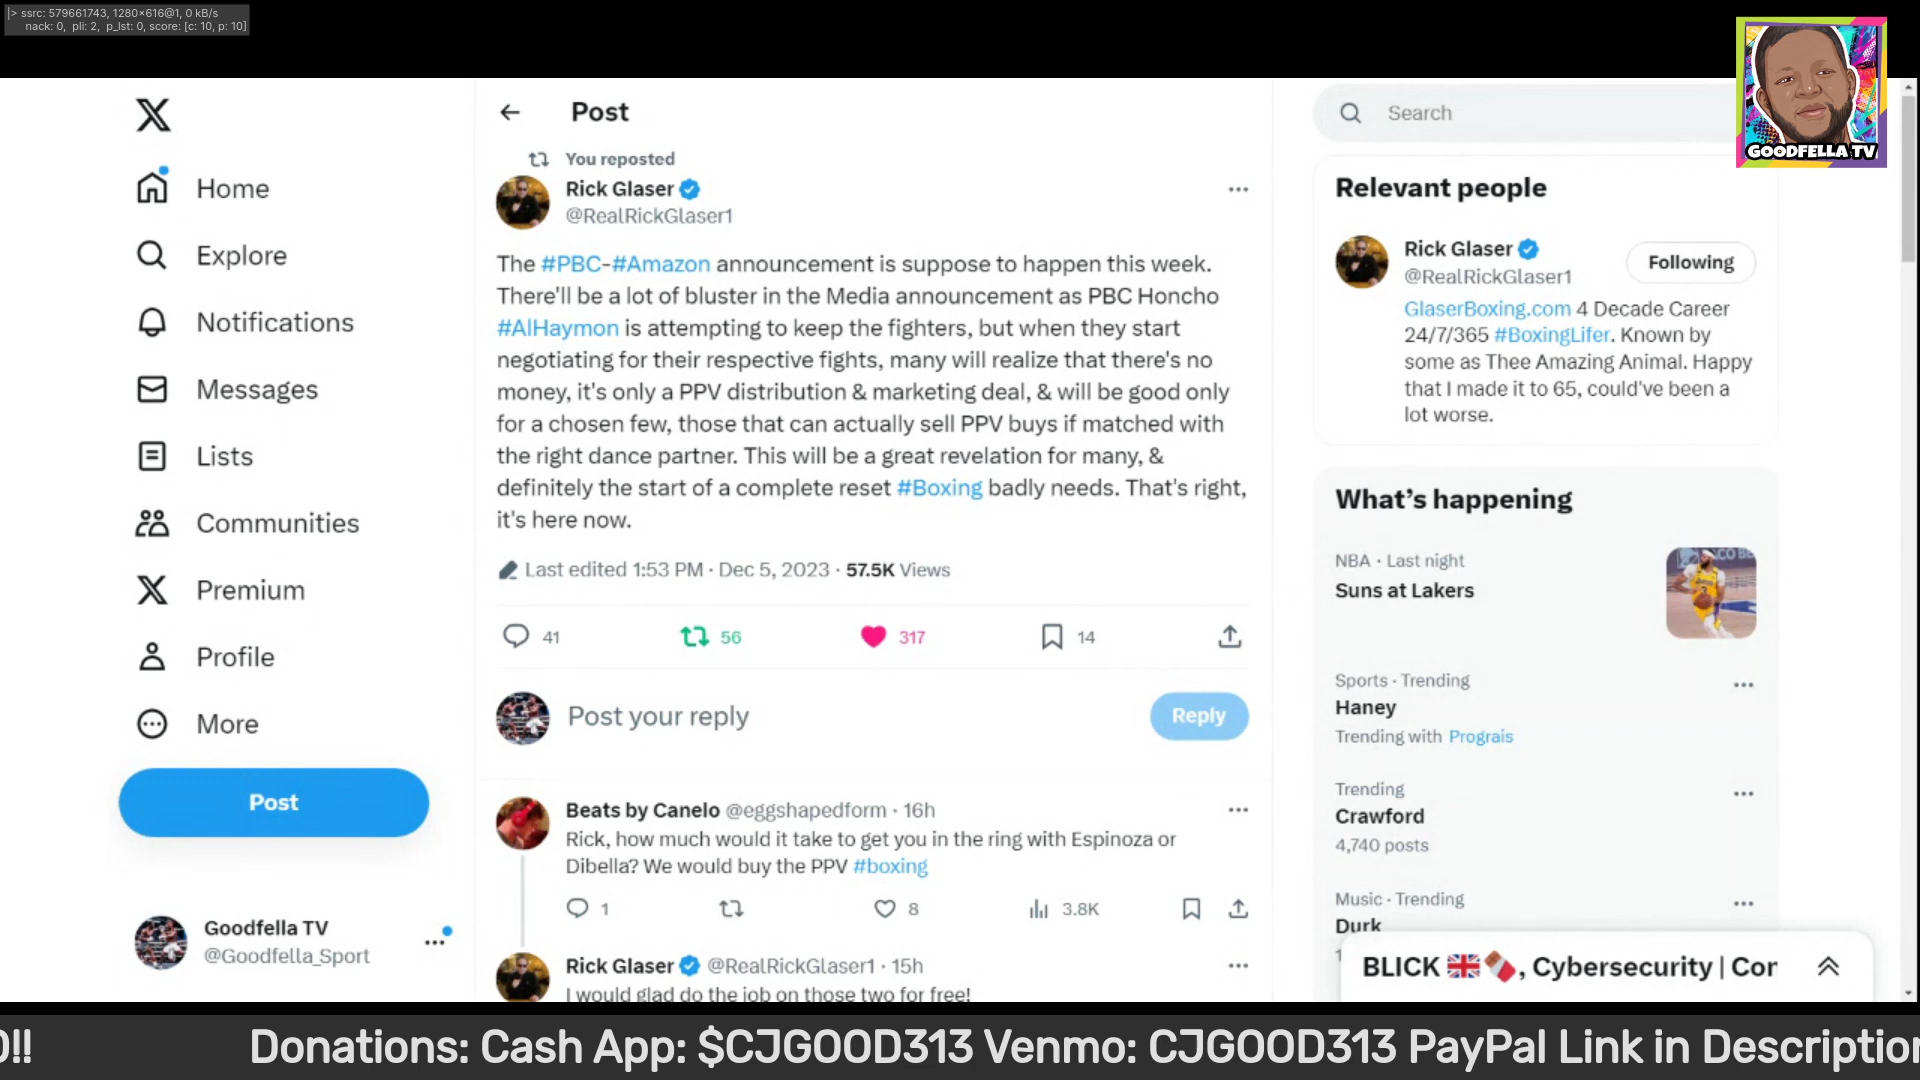 |> ssrc: 579661743, 1280×616@1, 0 kB/s
nack: 0, pli: 2, p_lst: 0, score: [c: 10, p: 10]
GOODFELLA TV
Home
Explore
Notifications
Messages
Lists
Communities
Premium
Profile
More
Post
Goodfella TV
@Goodfella_Sport
Post
You reposted
Rick Glaser
@RealRickGlaser1
The #PBC-#Amazon announcement is suppose to happen this week.
There'll be a lot of bluster in the Media announcement as PBC Honcho
#AlHaymon is attempting to keep the fighters, but when they start
negotiating for their respective fights, many will realize that there's no
money, it's only a PPV distribution & marketing deal, & will be good only
for a chosen few, those that can actually sell PPV buys if matched with
the right dance partner. This will be a great revelation for many, &
definitely the start of a complete reset #Boxing badly needs. That's right,
it's here now.
Last edited 1:53 PM · Dec 5, 2023 · 57.5K Views
41 56 317 14
Post your reply
Reply
Beats by Canelo @eggshapedform · 16h
Rick, how much would it take to get you in the ring with Espinoza or
Dibella? We would buy the PPV #boxing
1 8 3.8K
Rick Glaser @RealRickGlaser1 · 15h
I would glad do the job on those two for free!
Search
Relevant people
Rick Glaser
@RealRickGlaser1
Following
GlaserBoxing.com 4 Decade Career
24/7/365 #BoxingLifer. Known by
some as Thee Amazing Animal. Happy
that I made it to 65, could've been a
lot worse.
What's happening
NBA · Last night
Suns at Lakers
Sports · Trending
Haney
Trending with Prograis
Trending
Crawford
4,740 posts
Music · Trending
Durk
BLICK 🇬🇧🍫, Cybersecurity | Cor
!! Donations: Cash App: $CJGOOD313 Venmo: CJGOOD313 PayPal Link in Description